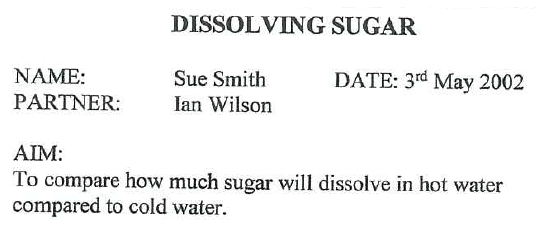 DISSOLVING SUGAR
NAME: Sue Smith DATE: 3rd May 2002
PARTNER: Ian Wilson
AIM:
To compare how much sugar will dissolve in hot water
compared to cold water.